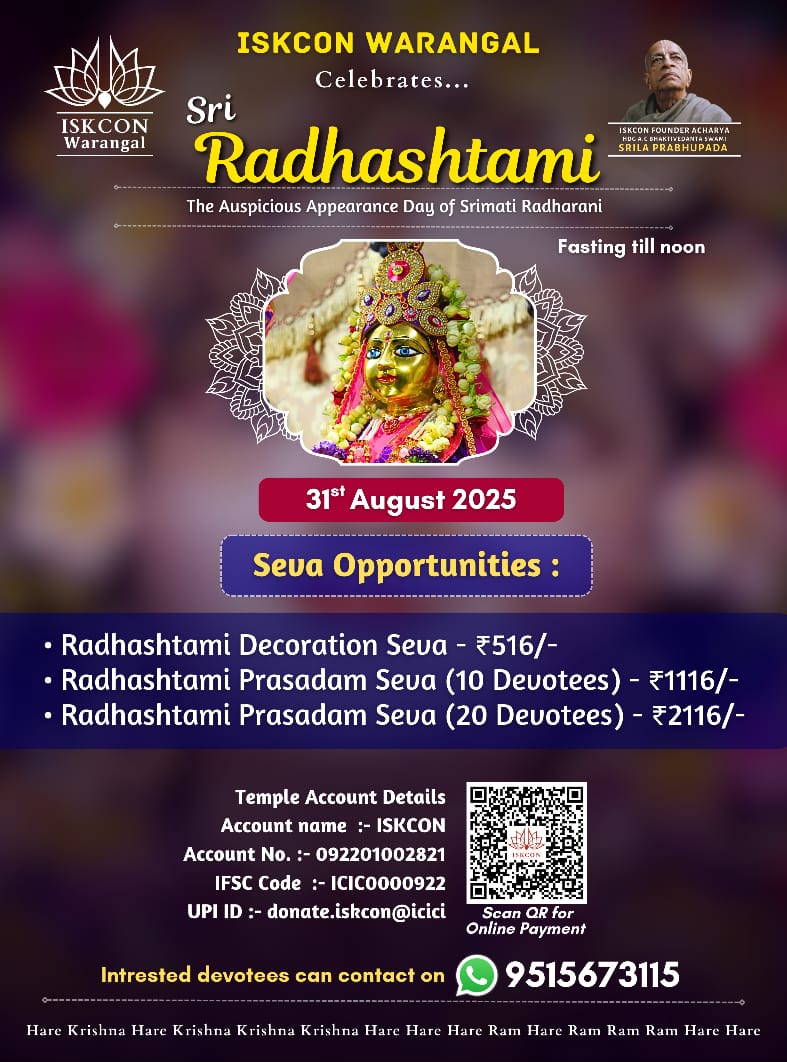 ISKCON WARANGAL
Celebrates...
ISKCON
Warangal
Sri
Radhashtami
ISKCON FOUNDER ACHARYA
HDG A.C BHAKTIVEDANTA SWAMI
SRILA PRABHUPADA
The Auspicious Appearance Day of Srimati Radharani
Fasting till noon
31st August 2025
Seva Opportunities :
• Radhashtami Decoration Seva - ₹516/-
• Radhashtami Prasadam Seva (10 Devotees) - ₹1116/-
• Radhashtami Prasadam Seva (20 Devotees) - ₹2116/-
Temple Account Details
Account name :- ISKCON
Account No. :- 092201002821
IFSC Code :- ICIC0000922
UPI ID :- donate.iskcon@icici
ISKCON
Scan QR for
Online Payment
Intrested devotees can contact on 9515673115
Hare Krishna Hare Krishna Krishna Krishna Hare Hare Hare Ram Hare Ram Ram Ram Hare Hare